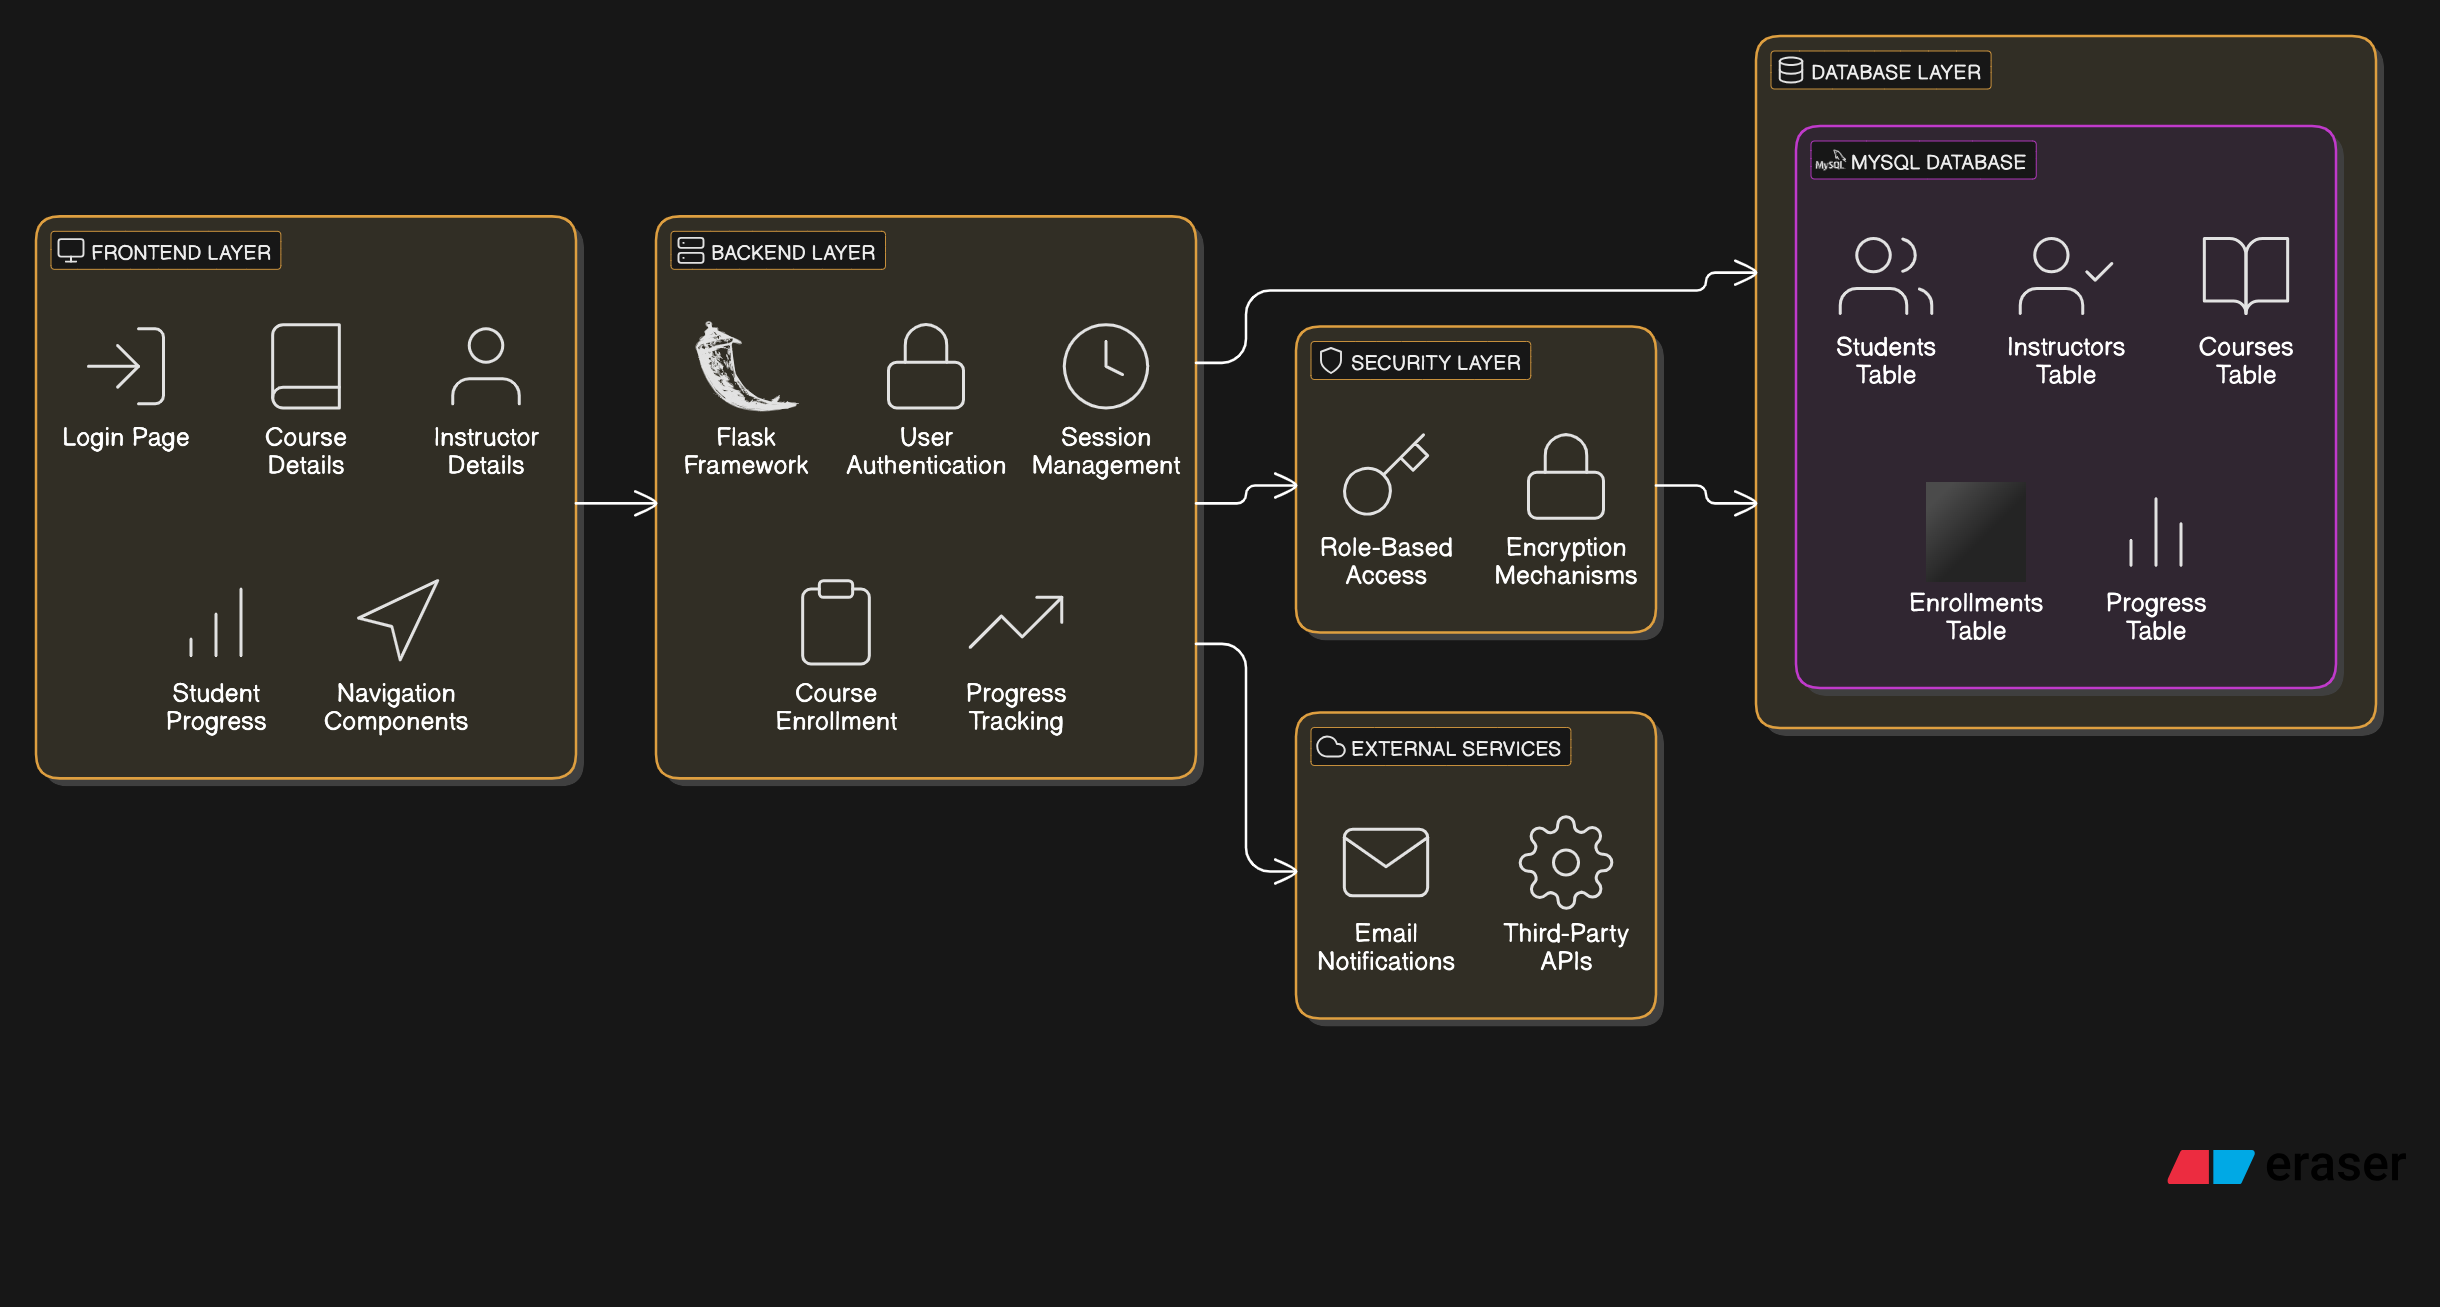 FRONTEND LAYER
Login Page
Course
Details
Instructor
Details
Student
Progress
Navigation
Components
BACKEND LAYER
Flask
Framework
User
Authentication
Session
Management
Course
Enrollment
Progress
Tracking
SECURITY LAYER
Role-Based
Access
Encryption
Mechanisms
EXTERNAL SERVICES
Email
Notifications
Third-Party
APIs
DATABASE LAYER
MySQL
MYSQL DATABASE
Students
Table
Instructors
Table
Courses
Table
Enrollments
Table
Progress
Table
eraser